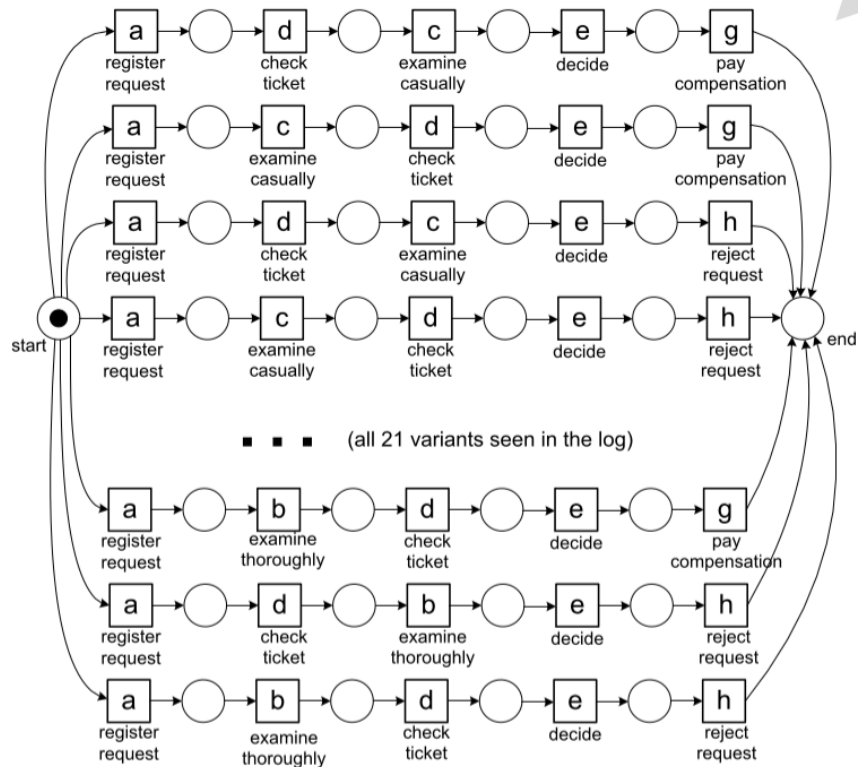 a d c e g
register request check ticket examine casually decide pay compensation
a c d e g
register request examine casually check ticket decide pay compensation
a d c e h
register request check ticket examine casually decide reject request
start a c d e h end
register request examine casually check ticket decide reject request
(all 21 variants seen in the log)
a b d e g
register request examine thoroughly check ticket decide pay compensation
a d b e h
register request check ticket examine thoroughly decide reject request
a b d e h
register request examine thoroughly check ticket decide reject request